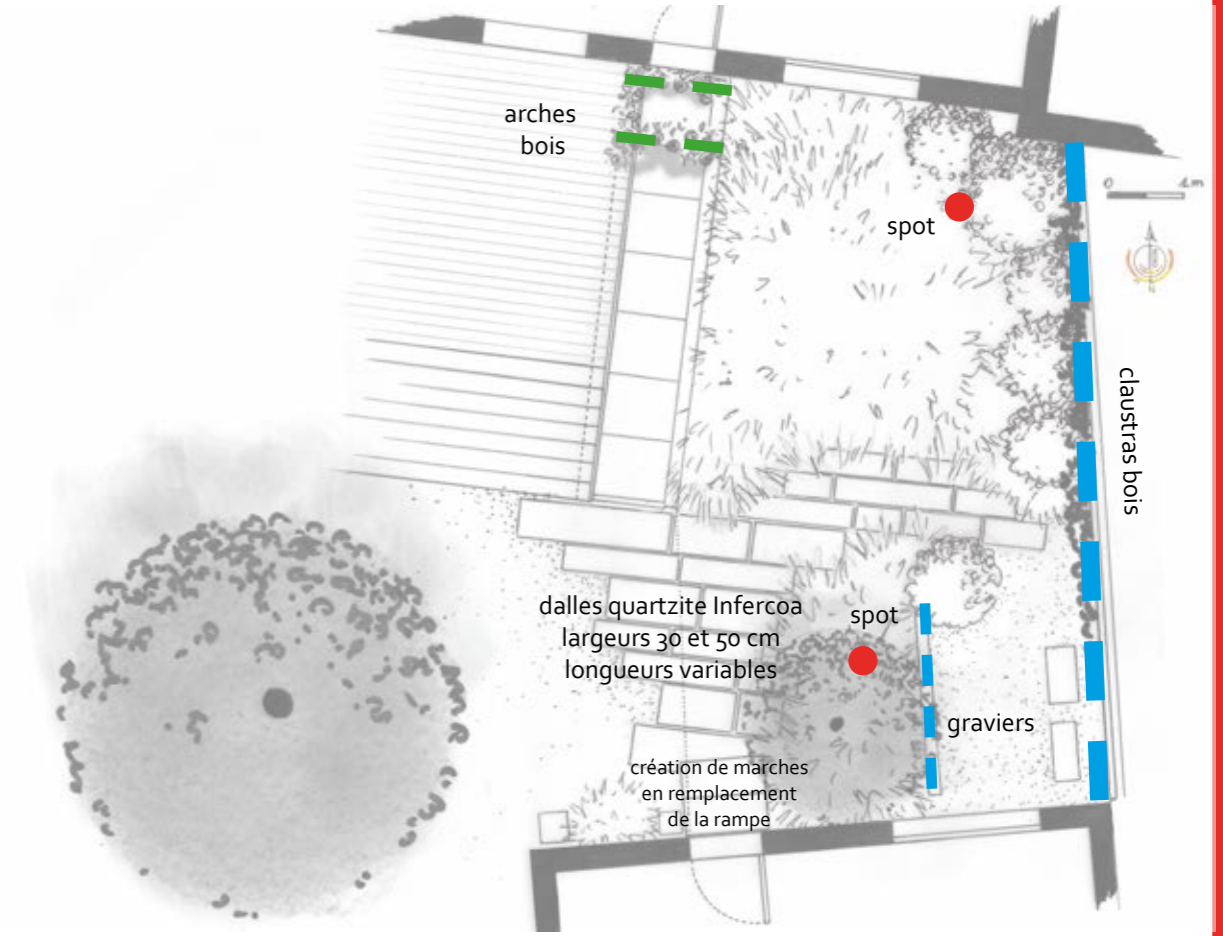 arches
bois
0 1m
spot
claustras bois
dalles quartzite Infercoa
largeurs 30 et 50 cm
longueurs variables
spot
graviers
création de marches
en remplacement
de la rampe